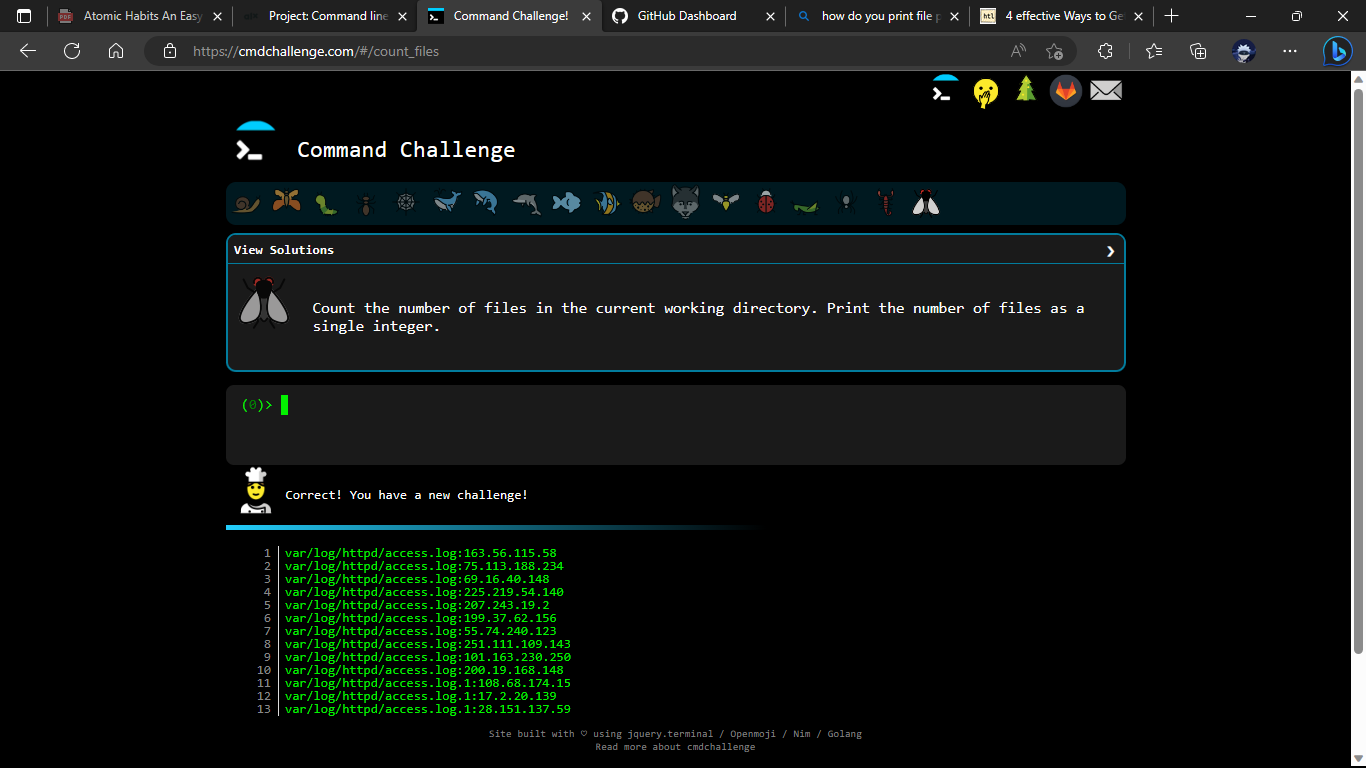 Atomic Habits An Easy
Project: Command line
Command Challenge!
GitHub Dashboard
how do you print file p
4 effective Ways to Ge
https://cmdchallenge.com/#/count_files
Command Challenge
View Solutions
Count the number of files in the current working directory. Print the number of files as a
single integer.
(0)>
Correct! You have a new challenge!
1 var/log/httpd/access.log:163.56.115.58
2 var/log/httpd/access.log:75.113.188.234
3 var/log/httpd/access.log:69.16.40.148
4 var/log/httpd/access.log:225.219.54.140
5 var/log/httpd/access.log:207.243.19.2
6 var/log/httpd/access.log:199.37.62.156
7 var/log/httpd/access.log:55.74.240.123
8 var/log/httpd/access.log:251.111.109.143
9 var/log/httpd/access.log:101.163.230.250
10 var/log/httpd/access.log:200.19.168.148
11 var/log/httpd/access.log.1:108.68.174.15
12 var/log/httpd/access.log.1:17.2.20.139
13 var/log/httpd/access.log.1:28.151.137.59
Site built with ♡ using jquery.terminal / Openmoji / Nim / Golang
Read more about cmdchallenge